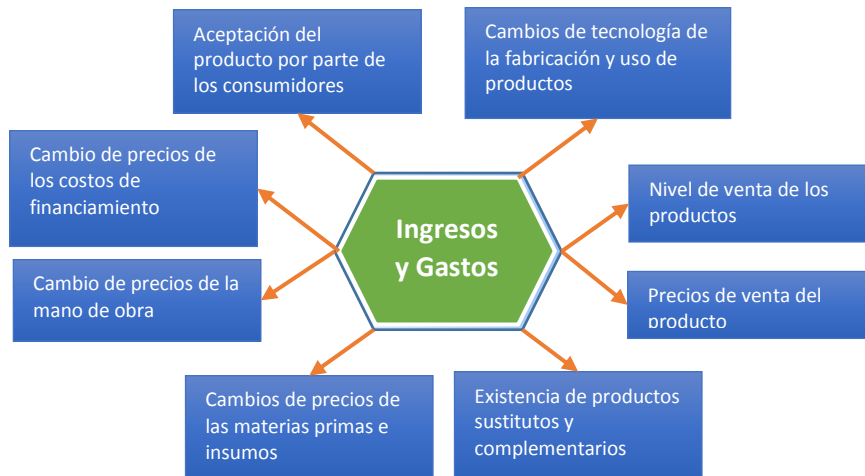 Aceptación del
producto por parte de
los consumidores
Cambios de tecnología de
la fabricación y uso de
productos
Cambio de precios de
los costos de
financiamiento
Nivel de venta de los
productos
Ingresos
y Gastos
Cambio de precios de la
mano de obra
Precios de venta del
producto
Cambios de precios de
las materias primas e
insumos
Existencia de productos
sustitutos y
complementarios